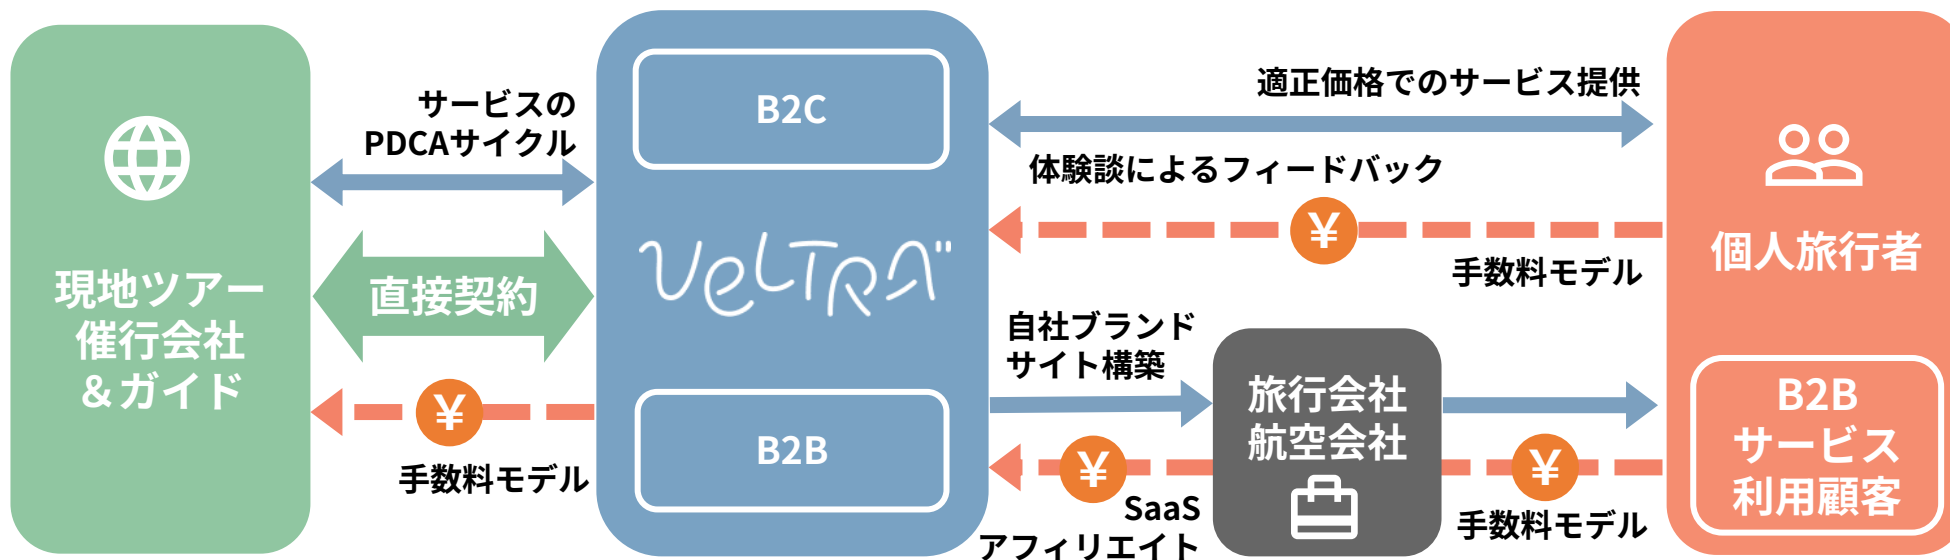 現地ツアー
催行会社
＆ガイド
サービスの
PDCAサイクル
直接契約
¥
手数料モデル
B2C
VELTRA
B2B
適正価格でのサービス提供
体験談によるフィードバック
¥
手数料モデル
自社ブランド
サイト構築
¥
SaaS
アフィリエイト
旅行会社
航空会社
¥
手数料モデル
個人旅行者
B2B
サービス
利用顧客